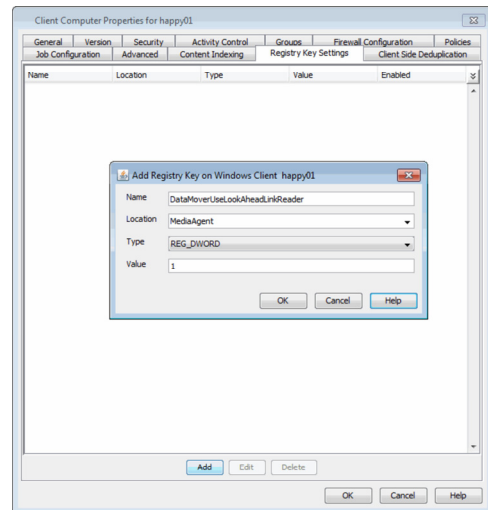 Client Computer Properties for happy01
General Version Security Activity Control Groups Firewall Configuration Policies
Job Configuration Advanced Content Indexing Registry Key Settings Client Side Deduplication
Name Location Type Value Enabled
Add Registry Key on Windows Client happy01
Name DataMoverUseLookAheadLinkReader
Location MediaAgent
Type REG_DWORD
Value 1
OK Cancel Help
Add Edit Delete
OK Cancel Help